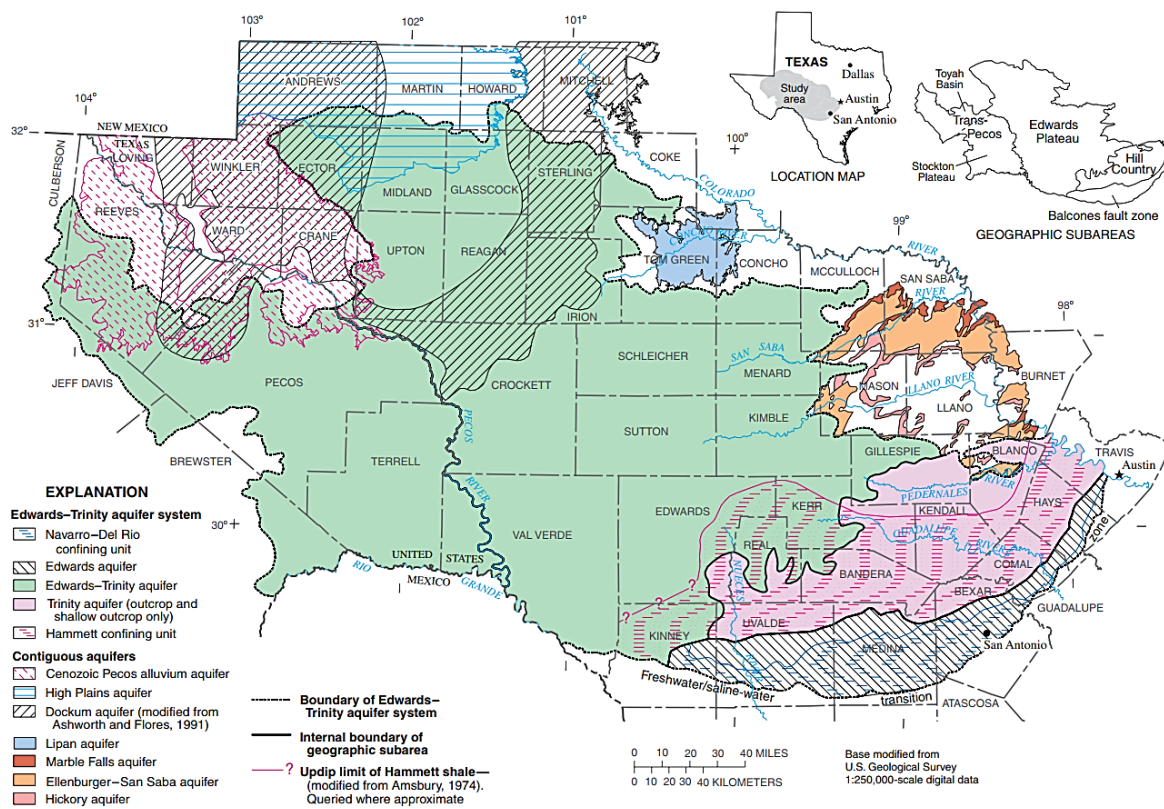 103°
102°
101°
TEXAS
Dallas
Study
area
Austin
San Antonio
LOCATION MAP
Toyah
Basin
Trans-
Pecos
Edwards
Plateau
Stockton
Plateau
Hill
Country
Balcones fault zone
GEOGRAPHIC SUBAREAS
ANDREWS
MARTIN
HOWARD
MITCHELL
104°
32°
NEW MEXICO
TEXAS
LOVING
CULBERSON
WINKLER
ECTOR
MIDLAND
GLASSCOCK
STERLING
COKE
100°
COLORADO
RIVER
REEVES
WARD
CRANE
UPTON
REAGAN
CONCHO RIVER
TOM GREEN
CONCHO
99°
MCCULLOCH
SAN SABA
RIVER
98°
31°
IRION
SCHLEICHER
SAN SABA
MENARD
MASON
LLANO RIVER
LLANO
BURNET
JEFF DAVIS
PECOS
CROCKETT
PECOS
RIVER
KIMBLE
SUTTON
BREWSTER
TERRELL
GILLESPIE
BLANCO
TRAVIS
Austin
RIVER
PEDERNALES
HAYS
30°
VAL VERDE
EDWARDS
KERR
KENDALL
GUADALUPE
RIVER
REAL
NUECES
RIVER
BANDERA
COMAL
zone
UNITED
STATES
MEXICO
RIO
GRANDE
?
?
?
BEXAR
GUADALUPE
KINNEY
UVALDE
MEDINA
San Antonio
Freshwater/saline-water
transition
ATASCOSA
EXPLANATION
Edwards–Trinity aquifer system
Navarro–Del Rio
confining unit
Edwards aquifer
Edwards–Trinity aquifer
Trinity aquifer (outcrop and
shallow outcrop only)
Hammett confining unit
Contiguous aquifers
Cenozoic Pecos alluvium aquifer
High Plains aquifer
Dockum aquifer (modified from
Ashworth and Flores, 1991)
Lipan aquifer
Marble Falls aquifer
Ellenburger–San Saba aquifer
Hickory aquifer
Boundary of Edwards–
Trinity aquifer system
Internal boundary of
geographic subarea
? Updip limit of Hammett shale—
(modified from Amsbury, 1974).
Queried where approximate
0 10 20 30 40 MILES
0 10 20 30 40 KILOMETERS
Base modified from
U.S. Geological Survey
1:250,000-scale digital data